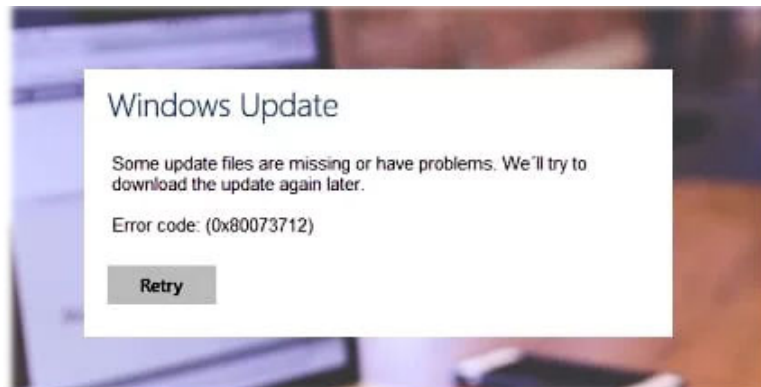 Windows Update
Some update files are missing or have problems. We´ll try to
download the update again later.
Error code: (0x80073712)
Retry